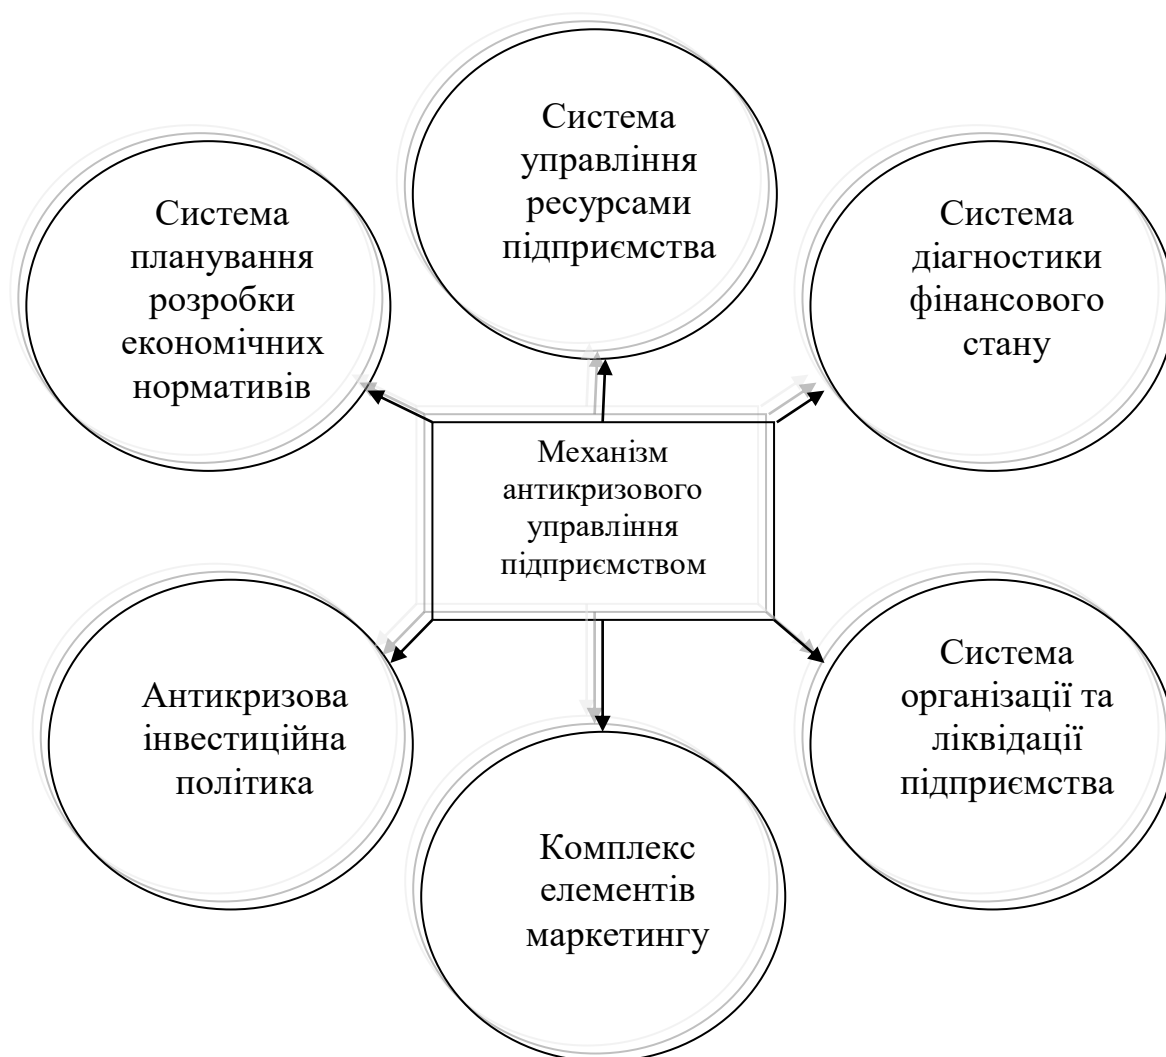 Система
управління
ресурсами
підприємства
Система
планування
розробки
економічних
нормативів
Система
діагностики
фінансового
стану
Механізм
антикризового
управління
підприємством
Антикризова
інвестиційна
політика
Система
організації та
ліквідації
підприємства
Комплекс
елементів
маркетингу